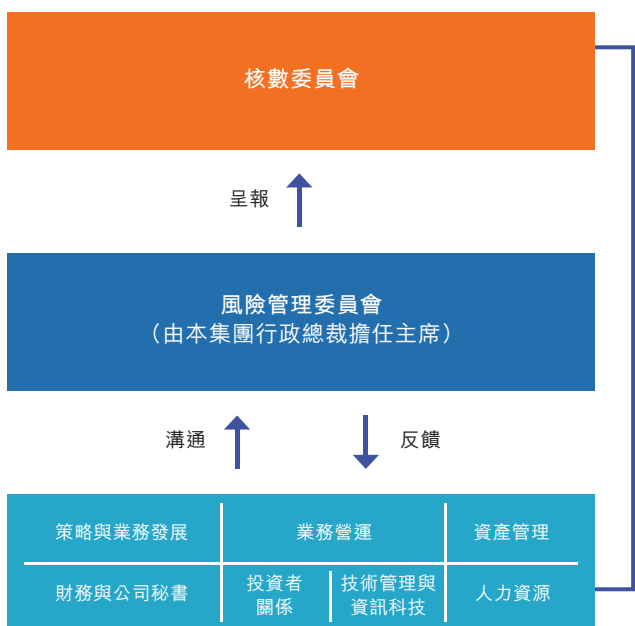 核數委員會
呈報
風險管理委員會
（由本集團行政總裁擔任主席）
溝通
反饋
策略與業務發展
業務營運
資產管理
財務與公司秘書
投資者
關係
技術管理與
資訊科技
人力資源